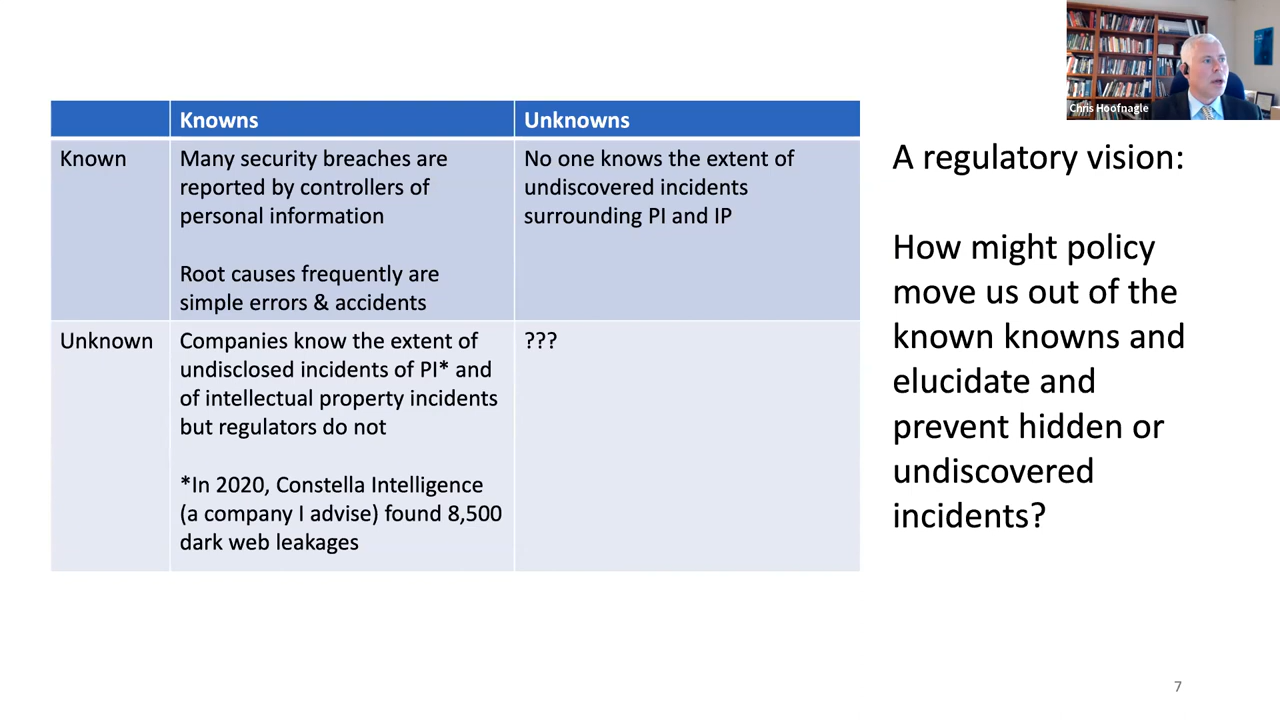 Chris Hoofnagle
Knowns
Unknowns
Known
Many security breaches are
reported by controllers of
personal information
Root causes frequently are
simple errors & accidents
No one knows the extent of
undiscovered incidents
surrounding PI and IP
Unknown
Companies know the extent of
undisclosed incidents of PI* and
of intellectual property incidents
but regulators do not
*In 2020, Constella Intelligence
(a company I advise) found 8,500
dark web leakages
???
A regulatory vision:
How might policy
move us out of the
known knowns and
elucidate and
prevent hidden or
undiscovered
incidents?
7